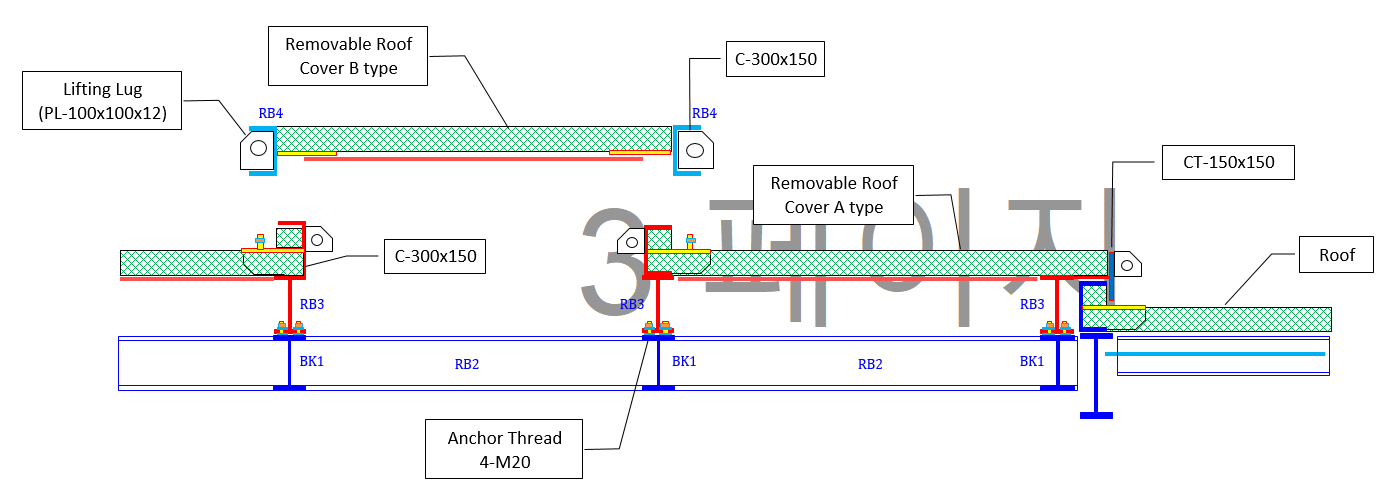 Removable Roof
Cover B type
C-300x150
Lifting Lug
(PL-100x100x12)
RB4
RB4
CT-150x150
Removable Roof
Cover A type
3 페이지
C-300x150
Roof
RB3
RB3
RB3
BK1
RB2
BK1
RB2
BK1
Anchor Thread
4-M20